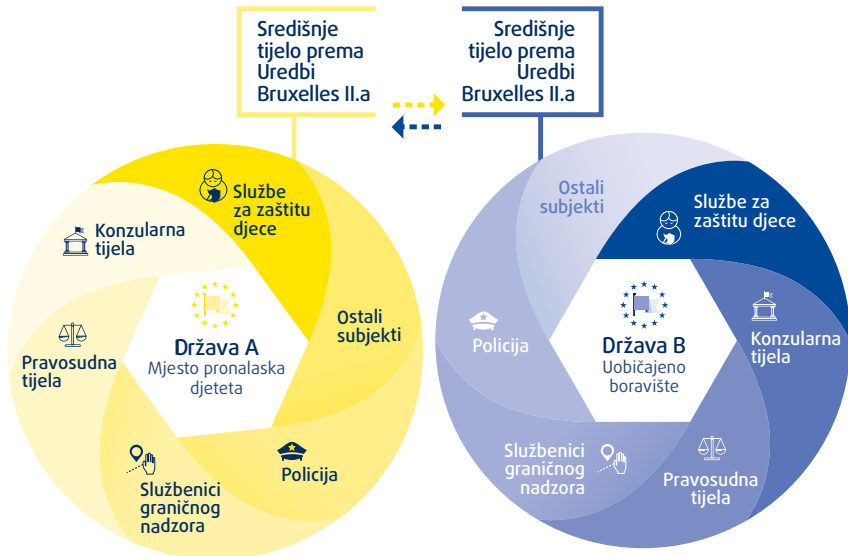 Središnje
tijelo prema
Uredbi
Bruxelles II.a
Središnje
tijelo prema
Uredbi
Bruxelles II.a
Službe
za zaštitu
djece
Konzularna
tijela
Ostali
subjekti
Pravosudna
tijela
Država A
Mjesto pronalaska
djeteta
Policija
Službenici
graničnog
nadzora
Ostali
subjekti
Službe za
zaštitu djece
Policija
Konzularna
tijela
Država B
Uobičajeno
boravište
Službenici
graničnog
nadzora
Pravosudna
tijela